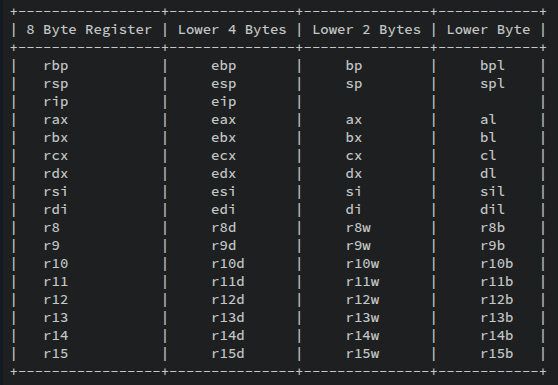 +-----------------+---------------+---------------+------------+
| 8 Byte Register | Lower 4 Bytes | Lower 2 Bytes | Lower Byte |
+-----------------+---------------+---------------+------------+
|   rbp           |     ebp       |     bp        |    bpl     |
|   rsp           |     esp       |     sp        |    spl     |
|   rip           |     eip       |               |            |
|   rax           |     eax       |     ax        |    al      |
|   rbx           |     ebx       |     bx        |    bl      |
|   rcx           |     ecx       |     cx        |    cl      |
|   rdx           |     edx       |     dx        |    dl      |
|   rsi           |     esi       |     si        |    sil     |
|   rdi           |     edi       |     di        |    dil     |
|   r8            |     r8d       |     r8w       |    r8b     |
|   r9            |     r9d       |     r9w       |    r9b     |
|   r10           |     r10d      |     r10w      |    r10b    |
|   r11           |     r11d      |     r11w      |    r11b    |
|   r12           |     r12d      |     r12w      |    r12b    |
|   r13           |     r13d      |     r13w      |    r13b    |
|   r14           |     r14d      |     r14w      |    r14b    |
|   r15           |     r15d      |     r15w      |    r15b    |
+-----------------+---------------+---------------+------------+